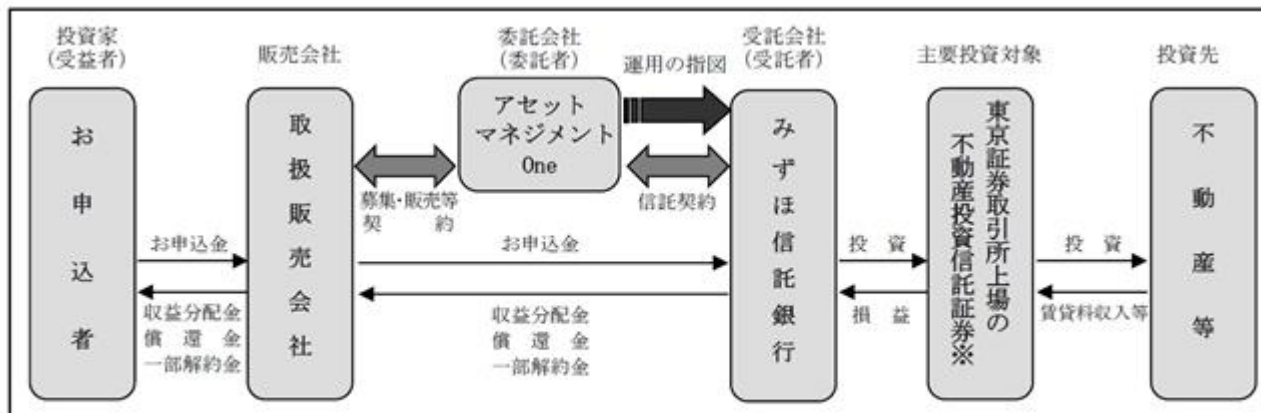 投資家
(受益者)
販売会社
委託会社
(委託者)
運用の指図
受託会社
(受託者)
主要投資対象
投資先
お申込者
取扱販売会社
アセット
マネジメント
One
みずほ信託銀行
東京証券取引所上場の
不動産投資信託証券※
不動産等
募集・販売等
契約
信託契約
お申込金
収益分配金
償還金
一部解約金
お申込金
収益分配金
償還金
一部解約金
投資
損益
投資
賃貸料収入等